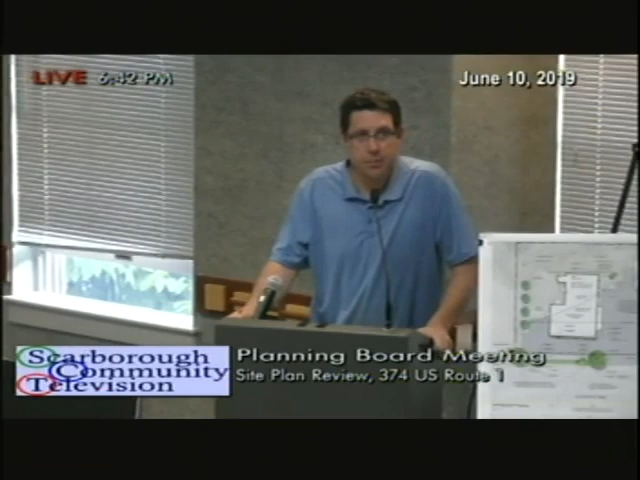 LIVE 6:42 PM
June 10, 2019
Scarborough
Community
Television
Planning Board Meeting
Site Plan Review, 374 US Route 1